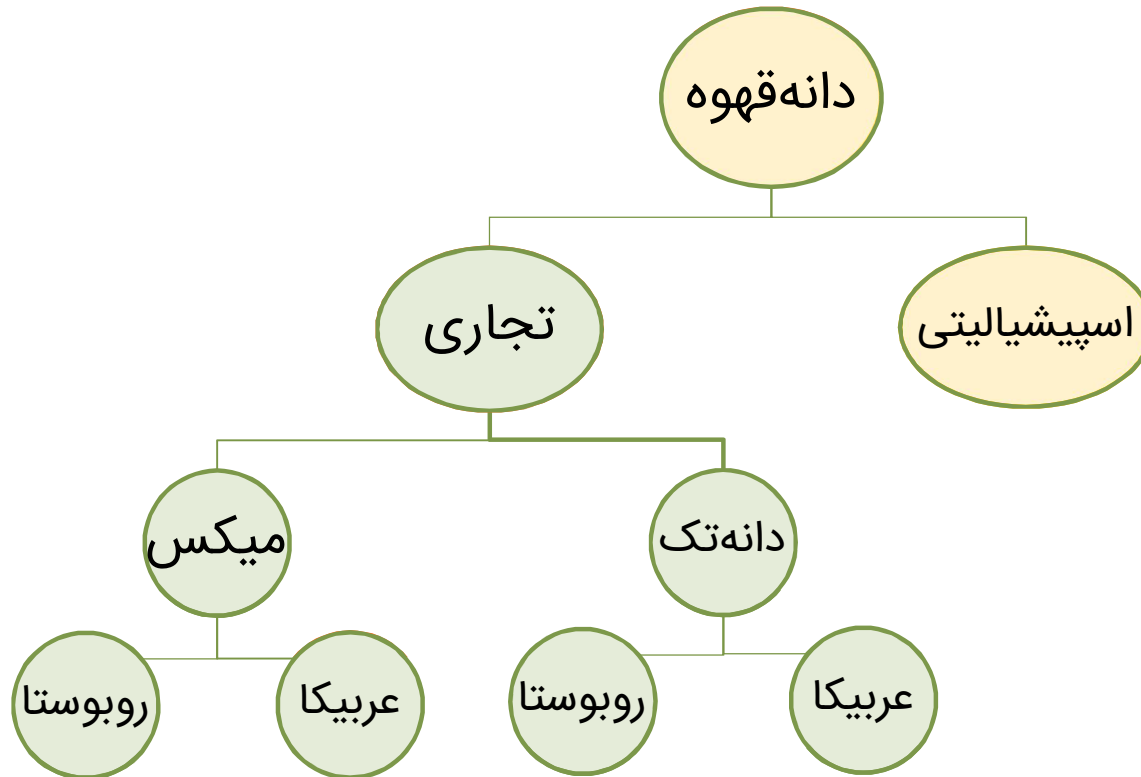 دانه‌قهوه
اسپیشیالیتی
تجاری
دانه‌تک
میکس
عربیکا
روبوستا
عربیکا
روبوستا